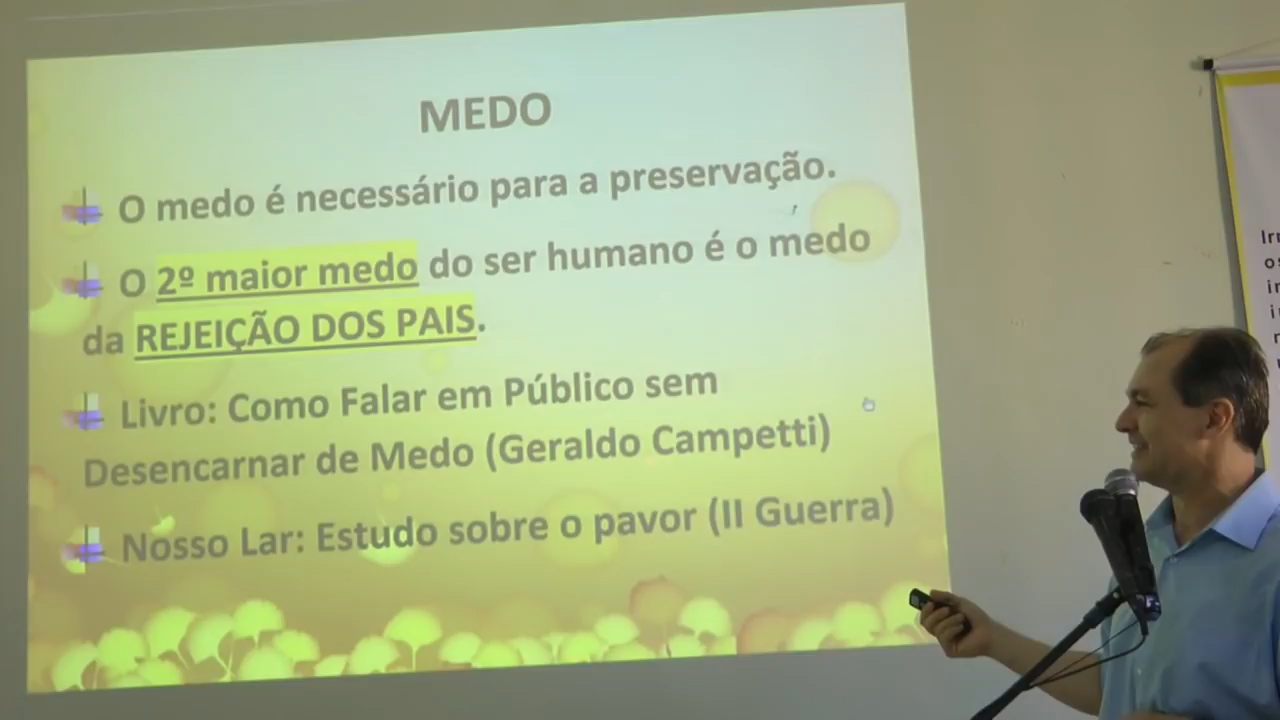 MEDO
O medo é necessário para a preservação.
O 2º maior medo do ser humano é o medo
da REJEIÇÃO DOS PAIS.
Livro: Como Falar em Público sem
Desencarnar de Medo (Geraldo Campetti)
Nosso Lar: Estudo sobre o pavor (II Guerra)